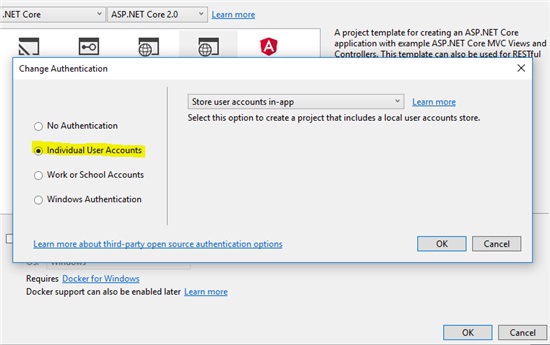 .NET Core
ASP.NET Core 2.0
Learn more
A project template for creating an ASP.NET Core
application with example ASP.NET Core MVC Views and
Controllers. This template can also be used for RESTful
Change Authentication
Store user accounts in-app
Learn more
Select this option to create a project that includes a local user accounts store.
No Authentication
Individual User Accounts
Work or School Accounts
Windows Authentication
Learn more about third-party open source authentication options
OK
Cancel
OS: Windows
Requires Docker for Windows
Docker support can also be enabled later Learn more
OK
Cancel